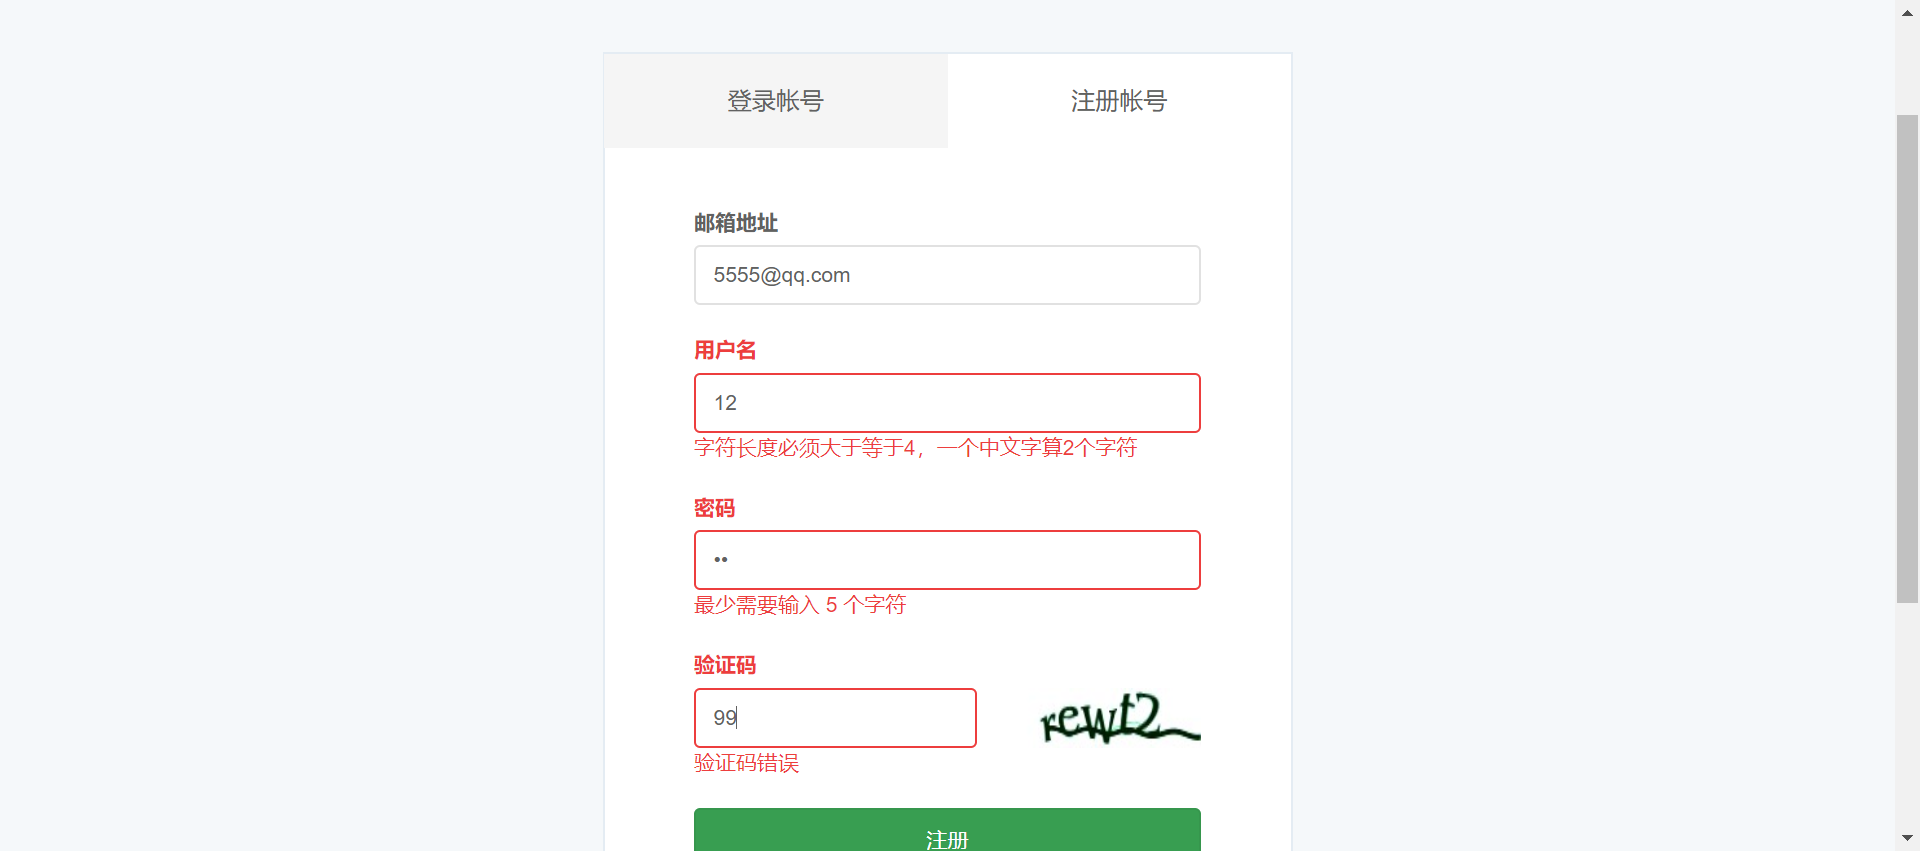 登录帐号
注册帐号
邮箱地址
5555@qq.com
用户名
12
字符长度必须大于等于4，一个中文字算2个字符
密码
••
最少需要输入 5 个字符
验证码
99
rewt2
验证码错误
注册